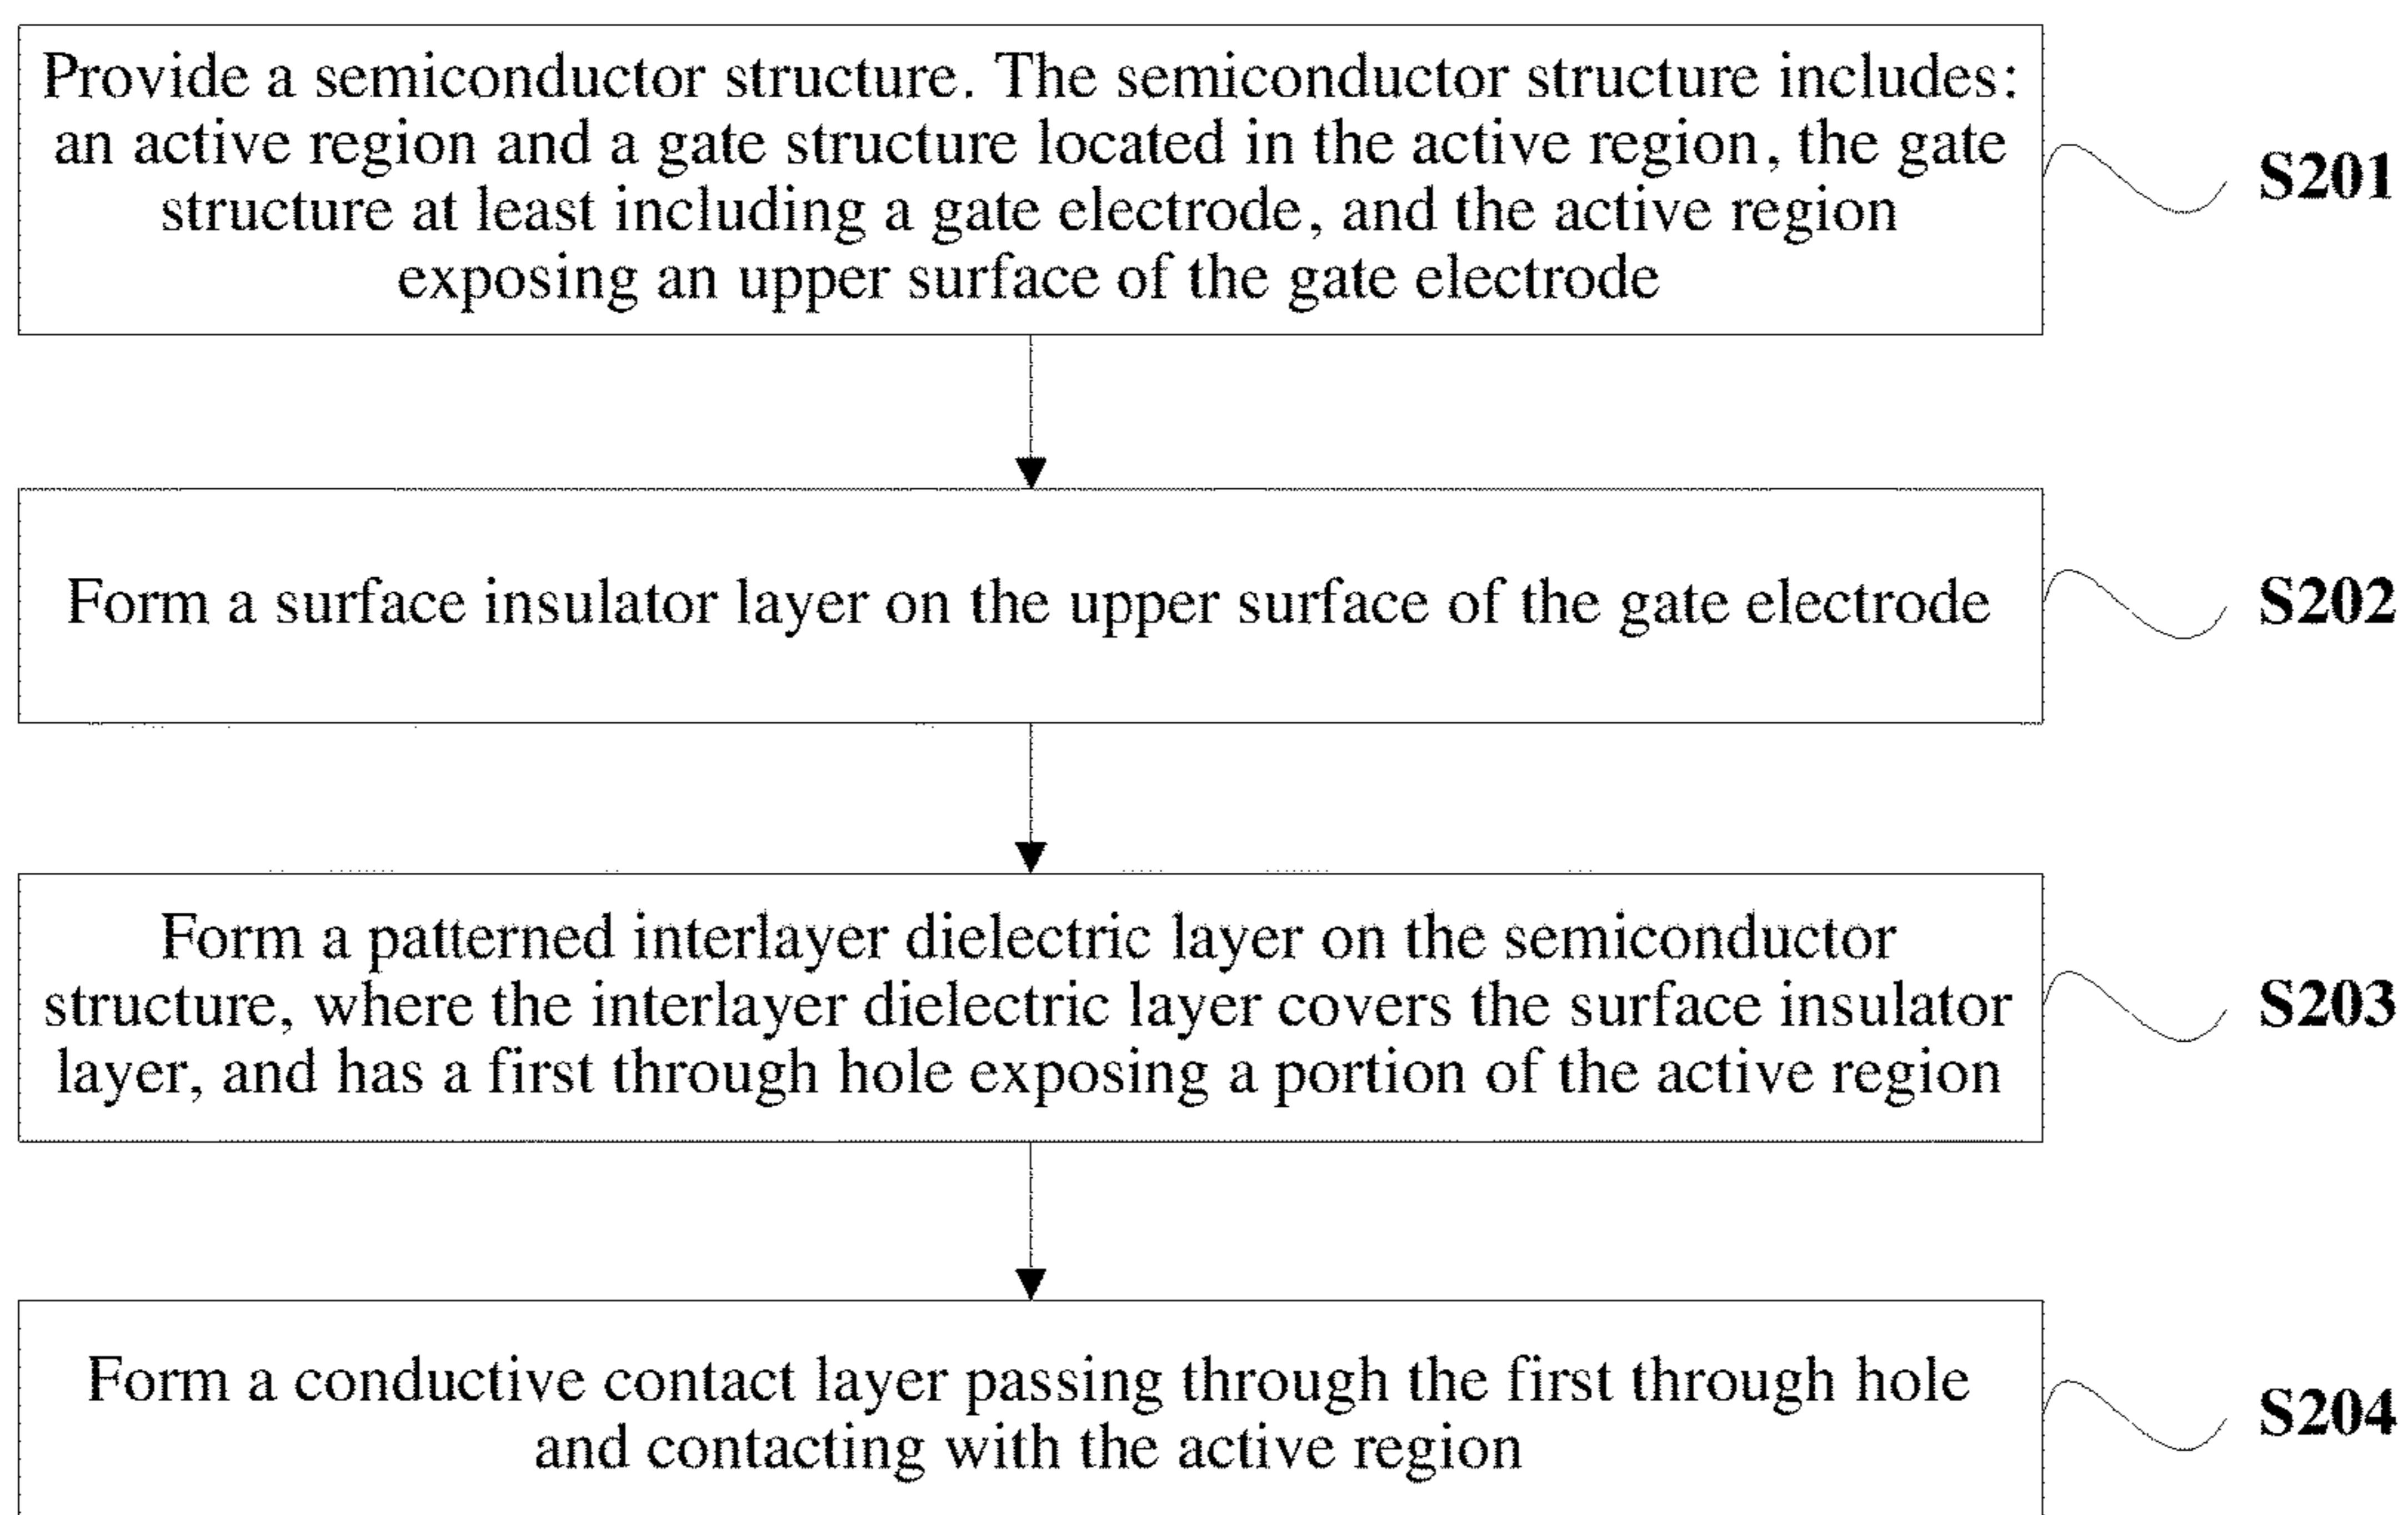 Provide a semiconductor structure. The semiconductor structure includes:
an active region and a gate structure located in the active region, the gate
structure at least including a gate electrode, and the active region
exposing an upper surface of the gate electrode
S201
Form a surface insulator layer on the upper surface of the gate electrode
S202
Form a patterned interlayer dielectric layer on the semiconductor
structure, where the interlayer dielectric layer covers the surface insulator
layer, and has a first through hole exposing a portion of the active region
S203
Form a conductive contact layer passing through the first through hole
and contacting with the active region
S204